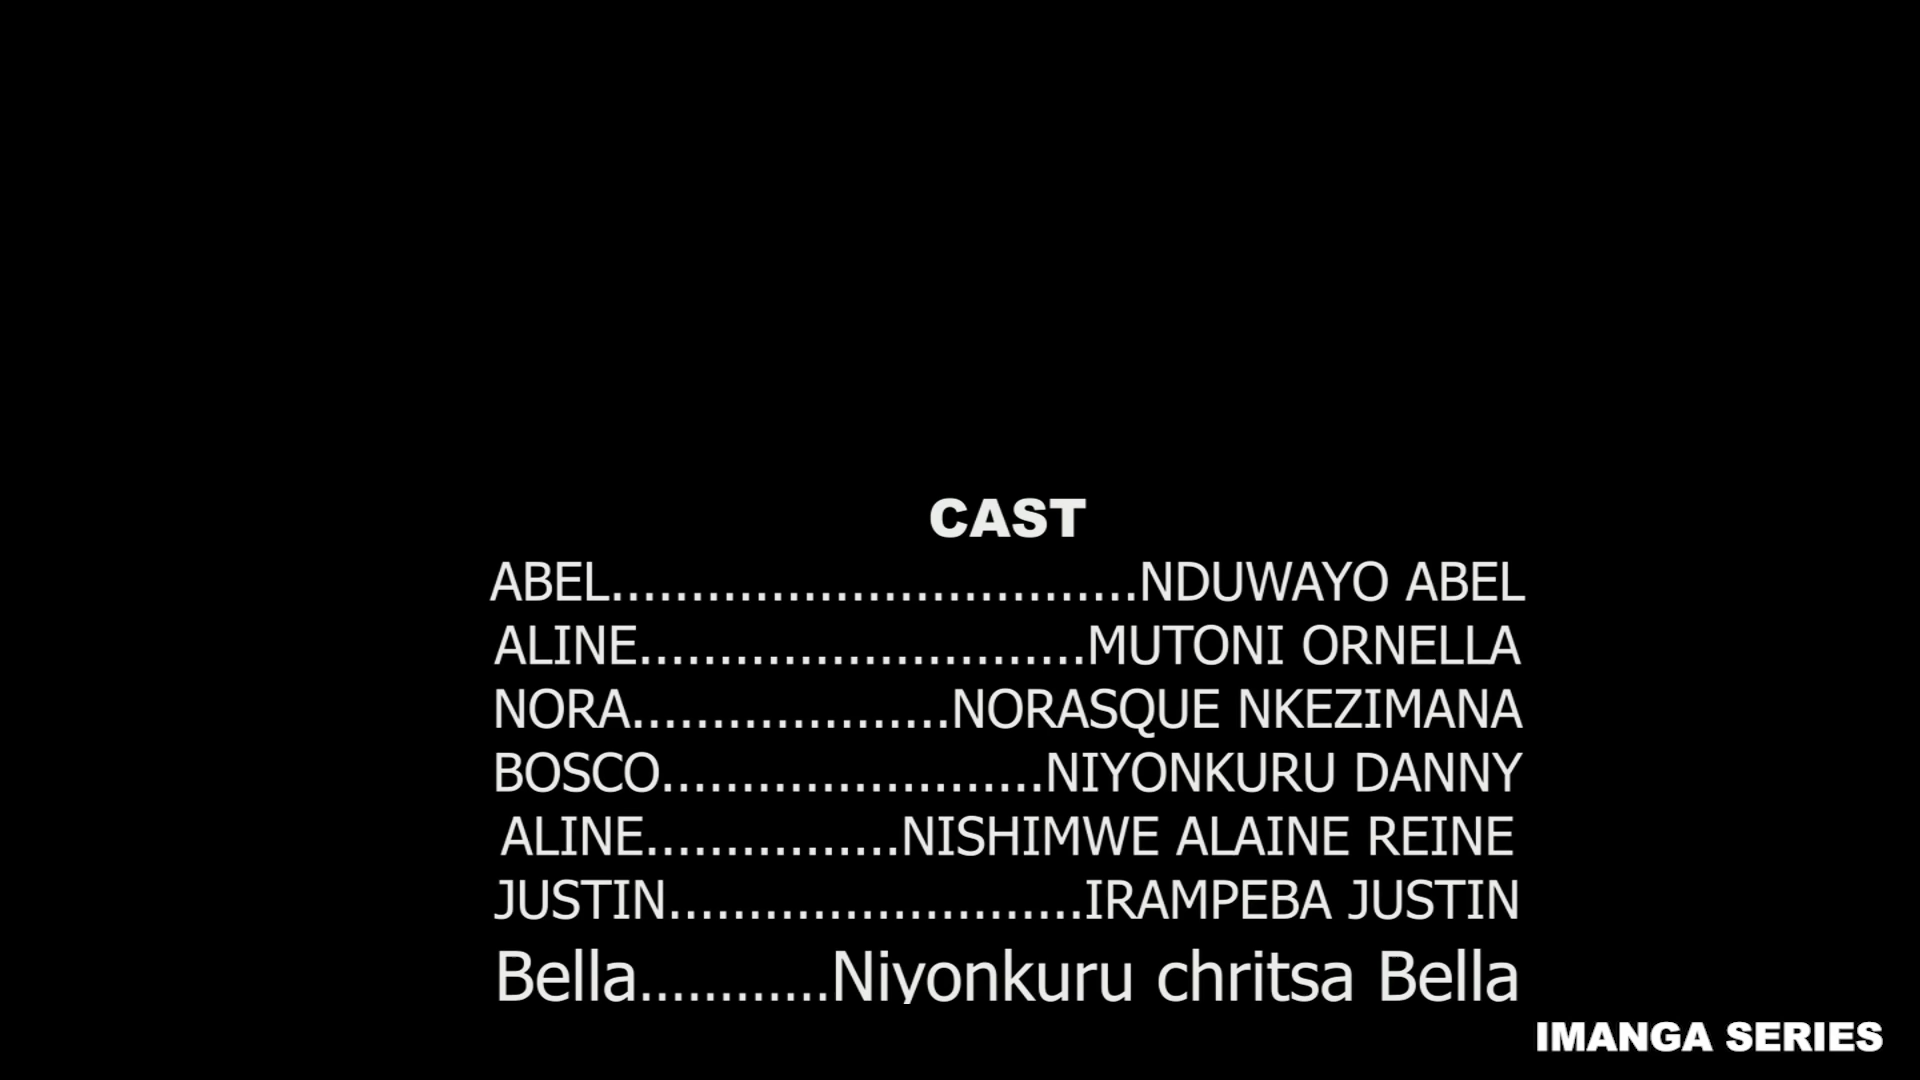 CAST
ABEL.................................NDUWAYO ABEL
ALINE............................MUTONI ORNELLA
NORA....................NORASQUE NKEZIMANA
BOSCO........................NIYONKURU DANNY
ALINE................NISHIMWE ALAINE REINE
JUSTIN..........................IRAMPEBA JUSTIN
Bella............Niyonkuru chritsa Bella
IMANGA SERIES